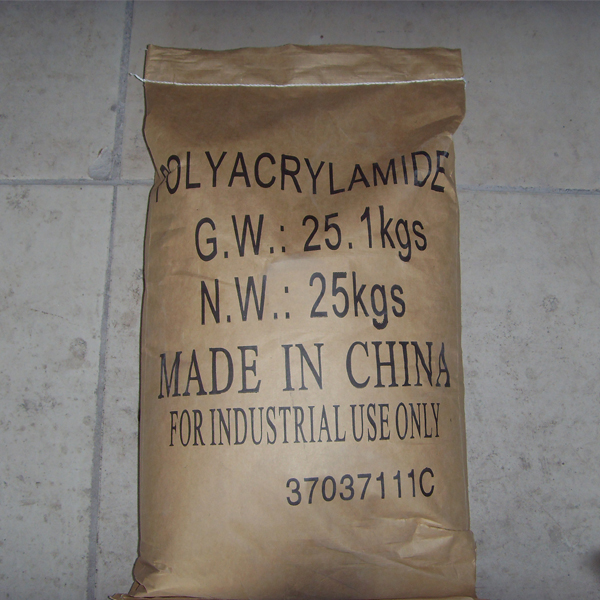 POLYACRYLAMIDE
G.W.: 25.1kgs
N.W.: 25kgs
MADE IN CHINA
FOR INDUSTRIAL USE ONLY
37037111C